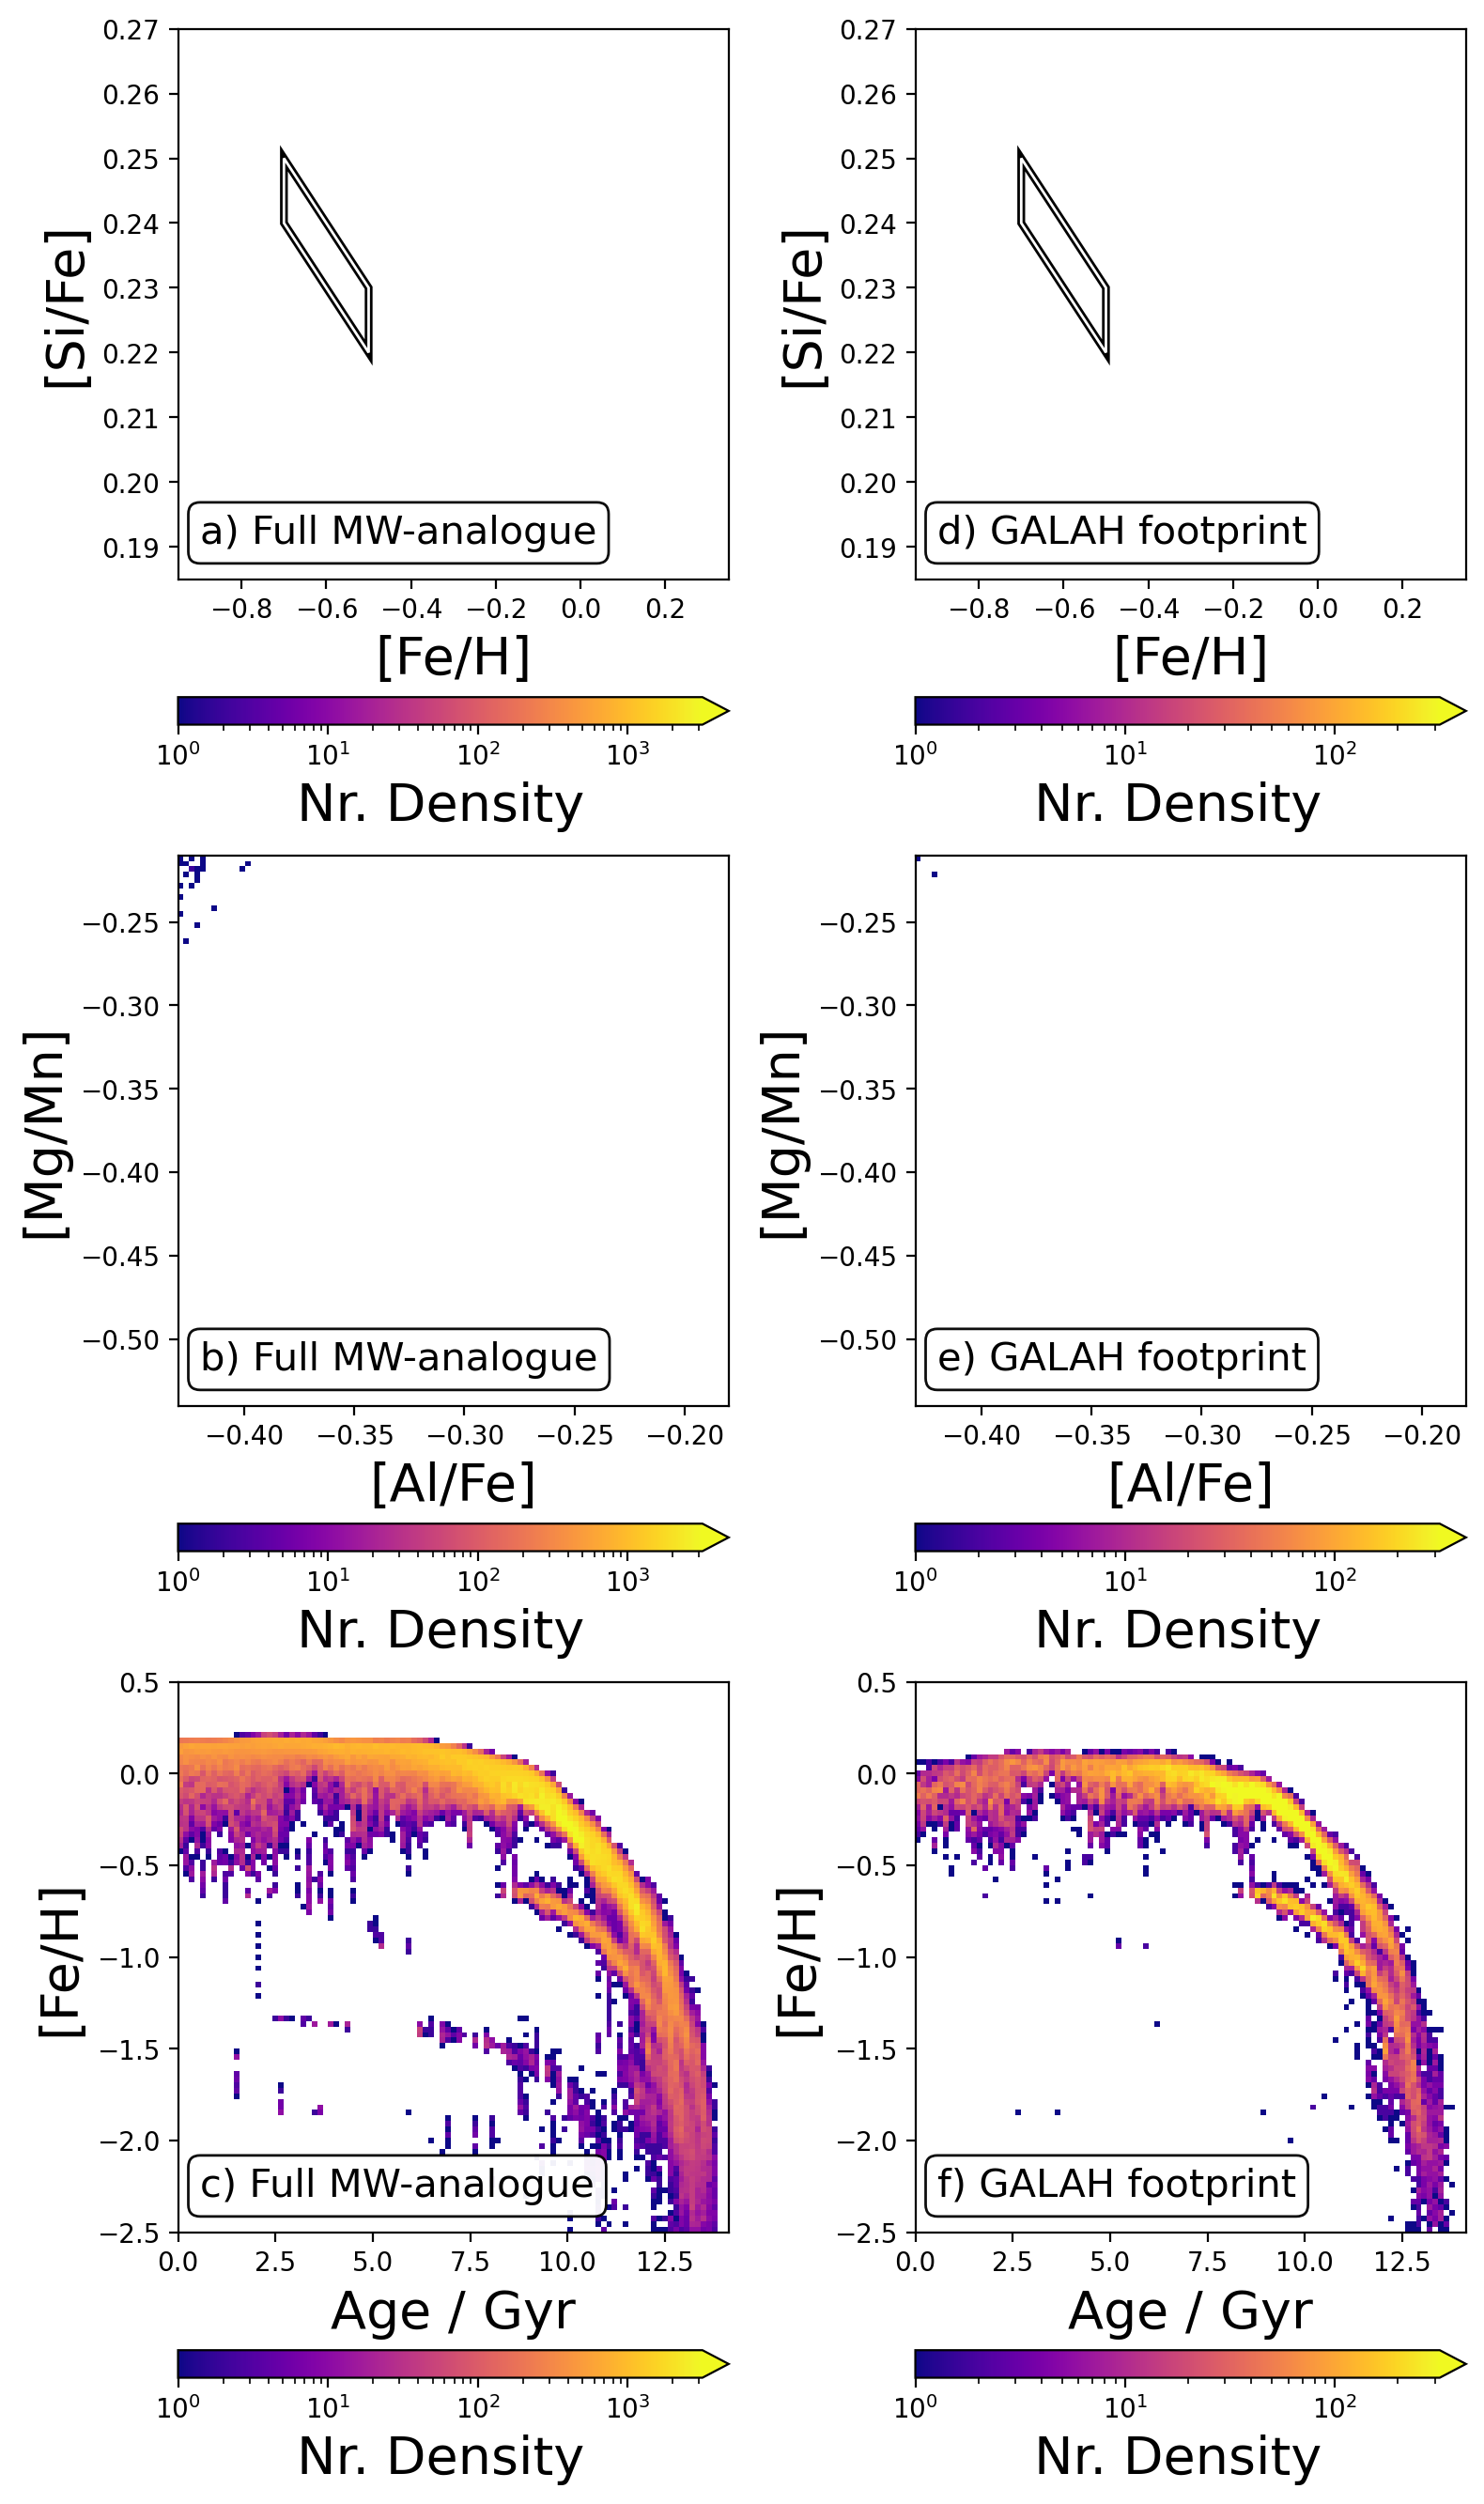 0.27 0.26 0.25 0.24 0.23 0.22 0.21 0.20 0.19
[Si/Fe]
a) Full MW-analogue
−0.8 −0.6 −0.4 −0.2 0.0 0.2
[Fe/H]
10⁰ 10¹ 10² 10³
Nr. Density
0.27 0.26 0.25 0.24 0.23 0.22 0.21 0.20 0.19
[Si/Fe]
d) GALAH footprint
−0.8 −0.6 −0.4 −0.2 0.0 0.2
[Fe/H]
10⁰ 10¹ 10²
Nr. Density
−0.25 −0.30 −0.35 −0.40 −0.45 −0.50
[Mg/Mn]
b) Full MW-analogue
−0.40 −0.35 −0.30 −0.25 −0.20
[Al/Fe]
10⁰ 10¹ 10² 10³
Nr. Density
−0.25 −0.30 −0.35 −0.40 −0.45 −0.50
[Mg/Mn]
e) GALAH footprint
−0.40 −0.35 −0.30 −0.25 −0.20
[Al/Fe]
10⁰ 10¹ 10²
Nr. Density
0.5 0.0 −0.5 −1.0 −1.5 −2.0 −2.5
[Fe/H]
c) Full MW-analogue
0.0 2.5 5.0 7.5 10.0 12.5
Age / Gyr
10⁰ 10¹ 10² 10³
Nr. Density
0.5 0.0 −0.5 −1.0 −1.5 −2.0 −2.5
[Fe/H]
f) GALAH footprint
0.0 2.5 5.0 7.5 10.0 12.5
Age / Gyr
10⁰ 10¹ 10²
Nr. Density